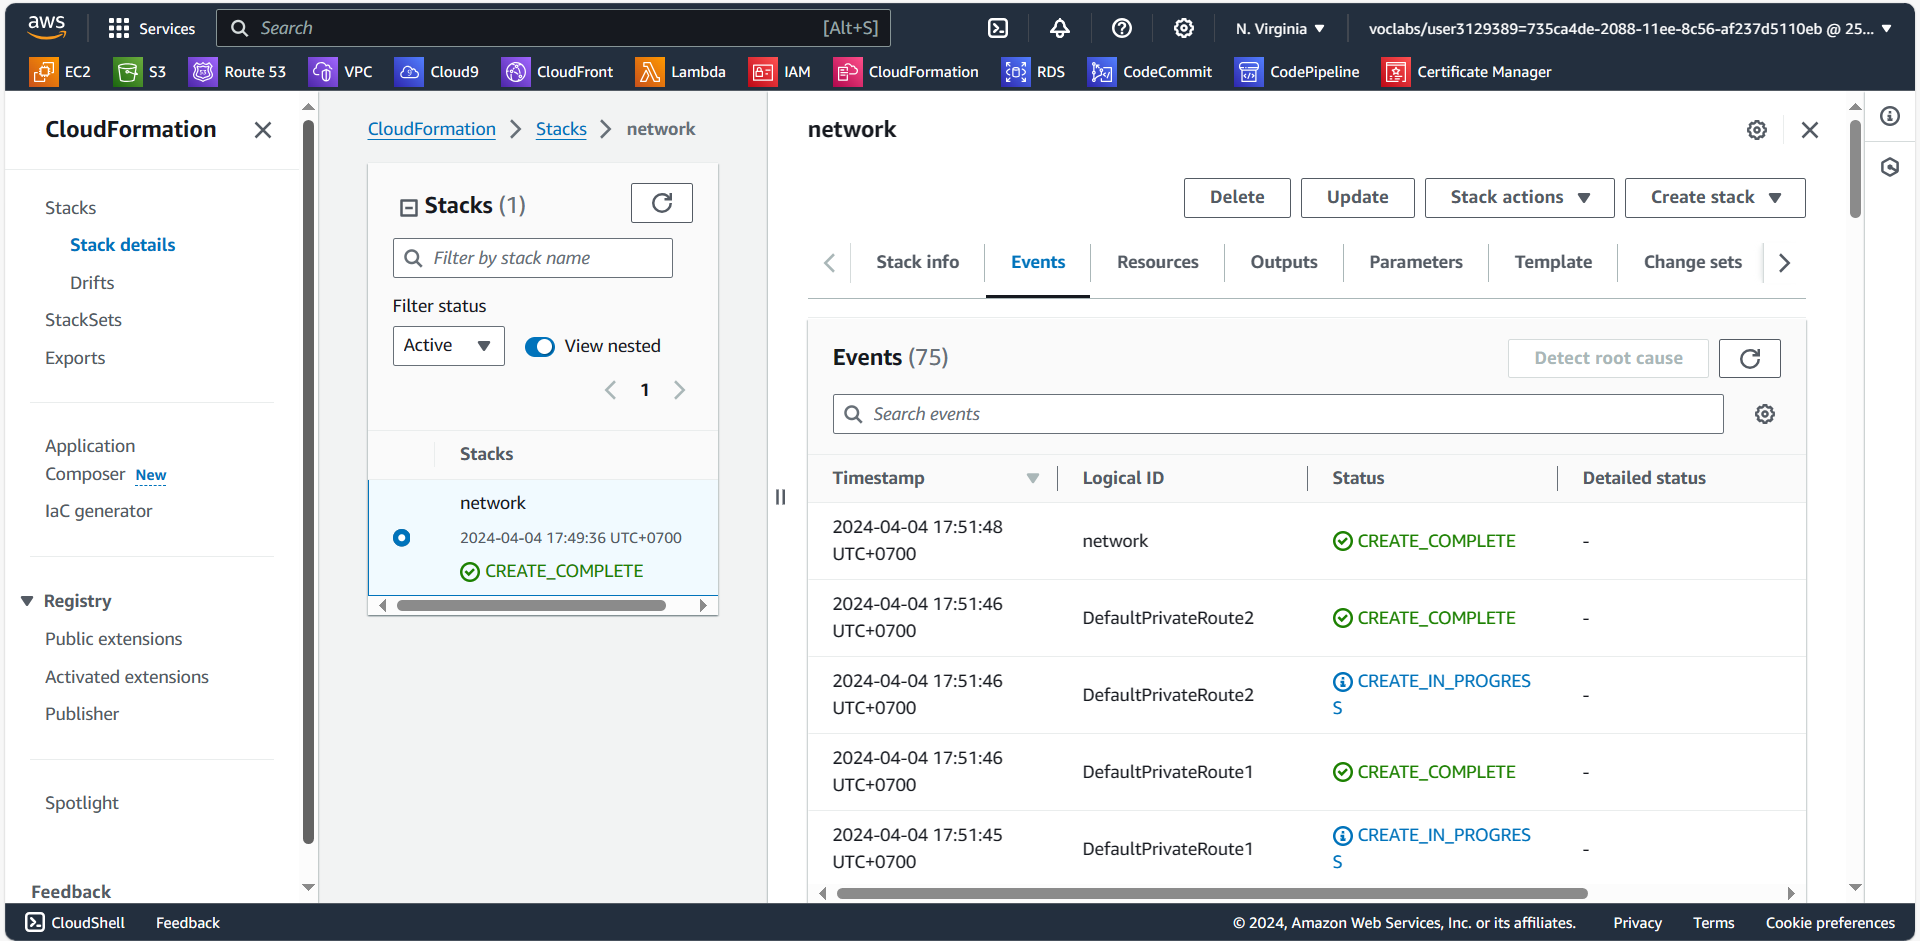 aws
Services
Search
[Alt+S]
N. Virginia
voclabs/user3129389=735ca4de-2088-11ee-8c56-af237d5110eb @ 25...
EC2
S3
Route 53
VPC
Cloud9
CloudFront
Lambda
IAM
CloudFormation
RDS
CodeCommit
CodePipeline
Certificate Manager
CloudFormation
Stacks
Stack details
Drifts
StackSets
Exports
Application
Composer New
IaC generator
Registry
Public extensions
Activated extensions
Publisher
Spotlight
Feedback
CloudFormation
Stacks
network
Stacks (1)
Filter by stack name
Filter status
Active
View nested
1
Stacks
network
2024-04-04 17:49:36 UTC+0700
CREATE_COMPLETE
network
Delete
Update
Stack actions
Create stack
Stack info
Events
Resources
Outputs
Parameters
Template
Change sets
Events (75)
Detect root cause
Search events
Timestamp
Logical ID
Status
Detailed status
2024-04-04 17:51:48
UTC+0700
network
CREATE_COMPLETE
-
2024-04-04 17:51:46
UTC+0700
DefaultPrivateRoute2
CREATE_COMPLETE
-
2024-04-04 17:51:46
UTC+0700
DefaultPrivateRoute2
CREATE_IN_PROGRES
S
-
2024-04-04 17:51:46
UTC+0700
DefaultPrivateRoute1
CREATE_COMPLETE
-
2024-04-04 17:51:45
UTC+0700
DefaultPrivateRoute1
CREATE_IN_PROGRES
S
-
CloudShell
Feedback
© 2024, Amazon Web Services, Inc. or its affiliates.
Privacy
Terms
Cookie preferences